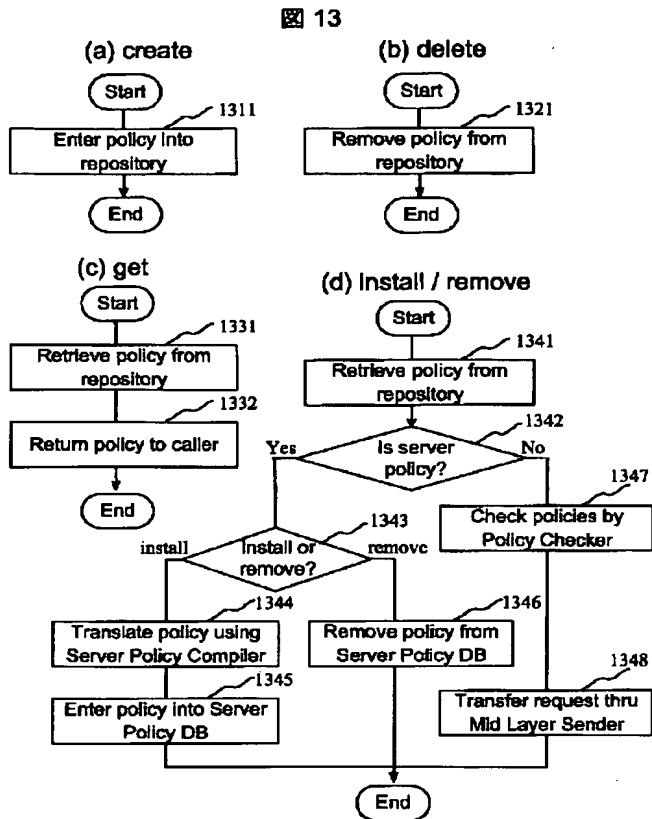 図 13
(a) create
Start
1311
Enter policy into
repository
End
(b) delete
Start
1321
Remove policy from
repository
End
(c) get
Start
1331
Retrieve policy from
repository
1332
Return policy to caller
End
(d) Install / remove
Start
1341
Retrieve policy from
repository
1342
Is server
policy?
Yes
No
1343
Install or
remove?
install
remove
1344
Translate policy using
Server Policy Compiler
1345
Enter policy into Server
Policy DB
1346
Remove policy from
Server Policy DB
1347
Check policies by
Policy Checker
1348
Transfer request thru
Mid Layer Sender
End